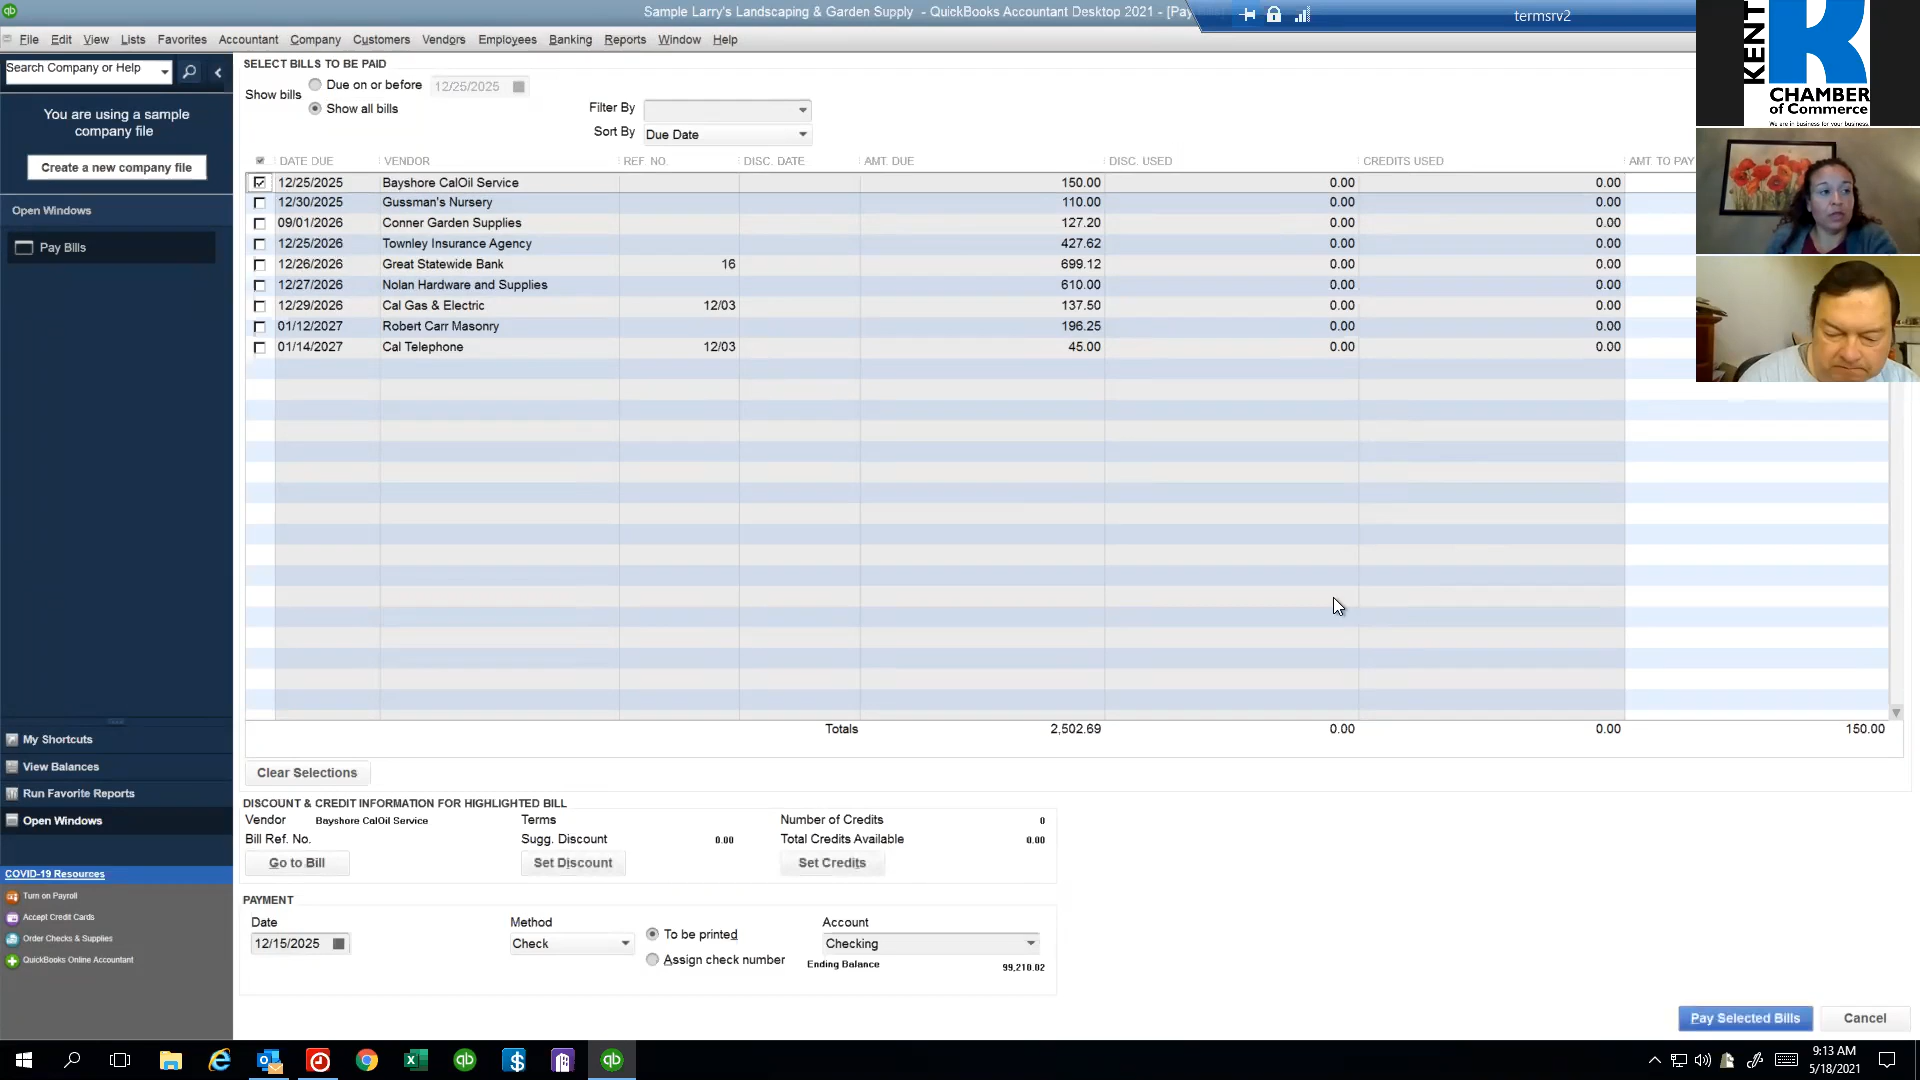 Sample Larry's Landscaping & Garden Supply - QuickBooks Accountant Desktop 2021 - [Pay
termsrv2
File Edit View Lists Favorites Accountant Company Customers Vendors Employees Banking Reports Window Help
Search Company or Help
You are using a sample
company file
Create a new company file
Open Windows
Pay Bills
My Shortcuts
View Balances
Run Favorite Reports
Open Windows
COVID-19 Resources
Turn on Payroll
Accept Credit Cards
Order Checks & Supplies
QuickBooks Online Accountant
SELECT BILLS TO BE PAID
Show bills
Due on or before 12/25/2025
Show all bills
Filter By
Sort By Due Date
DATE DUE VENDOR REF. NO. DISC. DATE AMT. DUE DISC. USED CREDITS USED AMT. TO PAY
12/25/2025 Bayshore CalOil Service 150.00 0.00 0.00
12/30/2025 Gussman's Nursery 110.00 0.00 0.00
09/01/2026 Conner Garden Supplies 127.20 0.00 0.00
12/25/2026 Townley Insurance Agency 427.62 0.00 0.00
12/26/2026 Great Statewide Bank 16 699.12 0.00 0.00
12/27/2026 Nolan Hardware and Supplies 610.00 0.00 0.00
12/29/2026 Cal Gas & Electric 12/03 137.50 0.00 0.00
01/12/2027 Robert Carr Masonry 196.25 0.00 0.00
01/14/2027 Cal Telephone 12/03 45.00 0.00 0.00
Totals 2,502.69 0.00 0.00 150.00
Clear Selections
DISCOUNT & CREDIT INFORMATION FOR HIGHLIGHTED BILL
Vendor Bayshore CalOil Service Terms Number of Credits 0
Bill Ref. No. Sugg. Discount 0.00 Total Credits Available 0.00
Go to Bill Set Discount Set Credits
PAYMENT
Date Method Account
12/15/2025 Check To be printed Checking
Assign check number Ending Balance 99,210.02
Pay Selected Bills Cancel
KENT
CHAMBER
of Commerce
We are in business for your business.
9:13 AM
5/18/2021